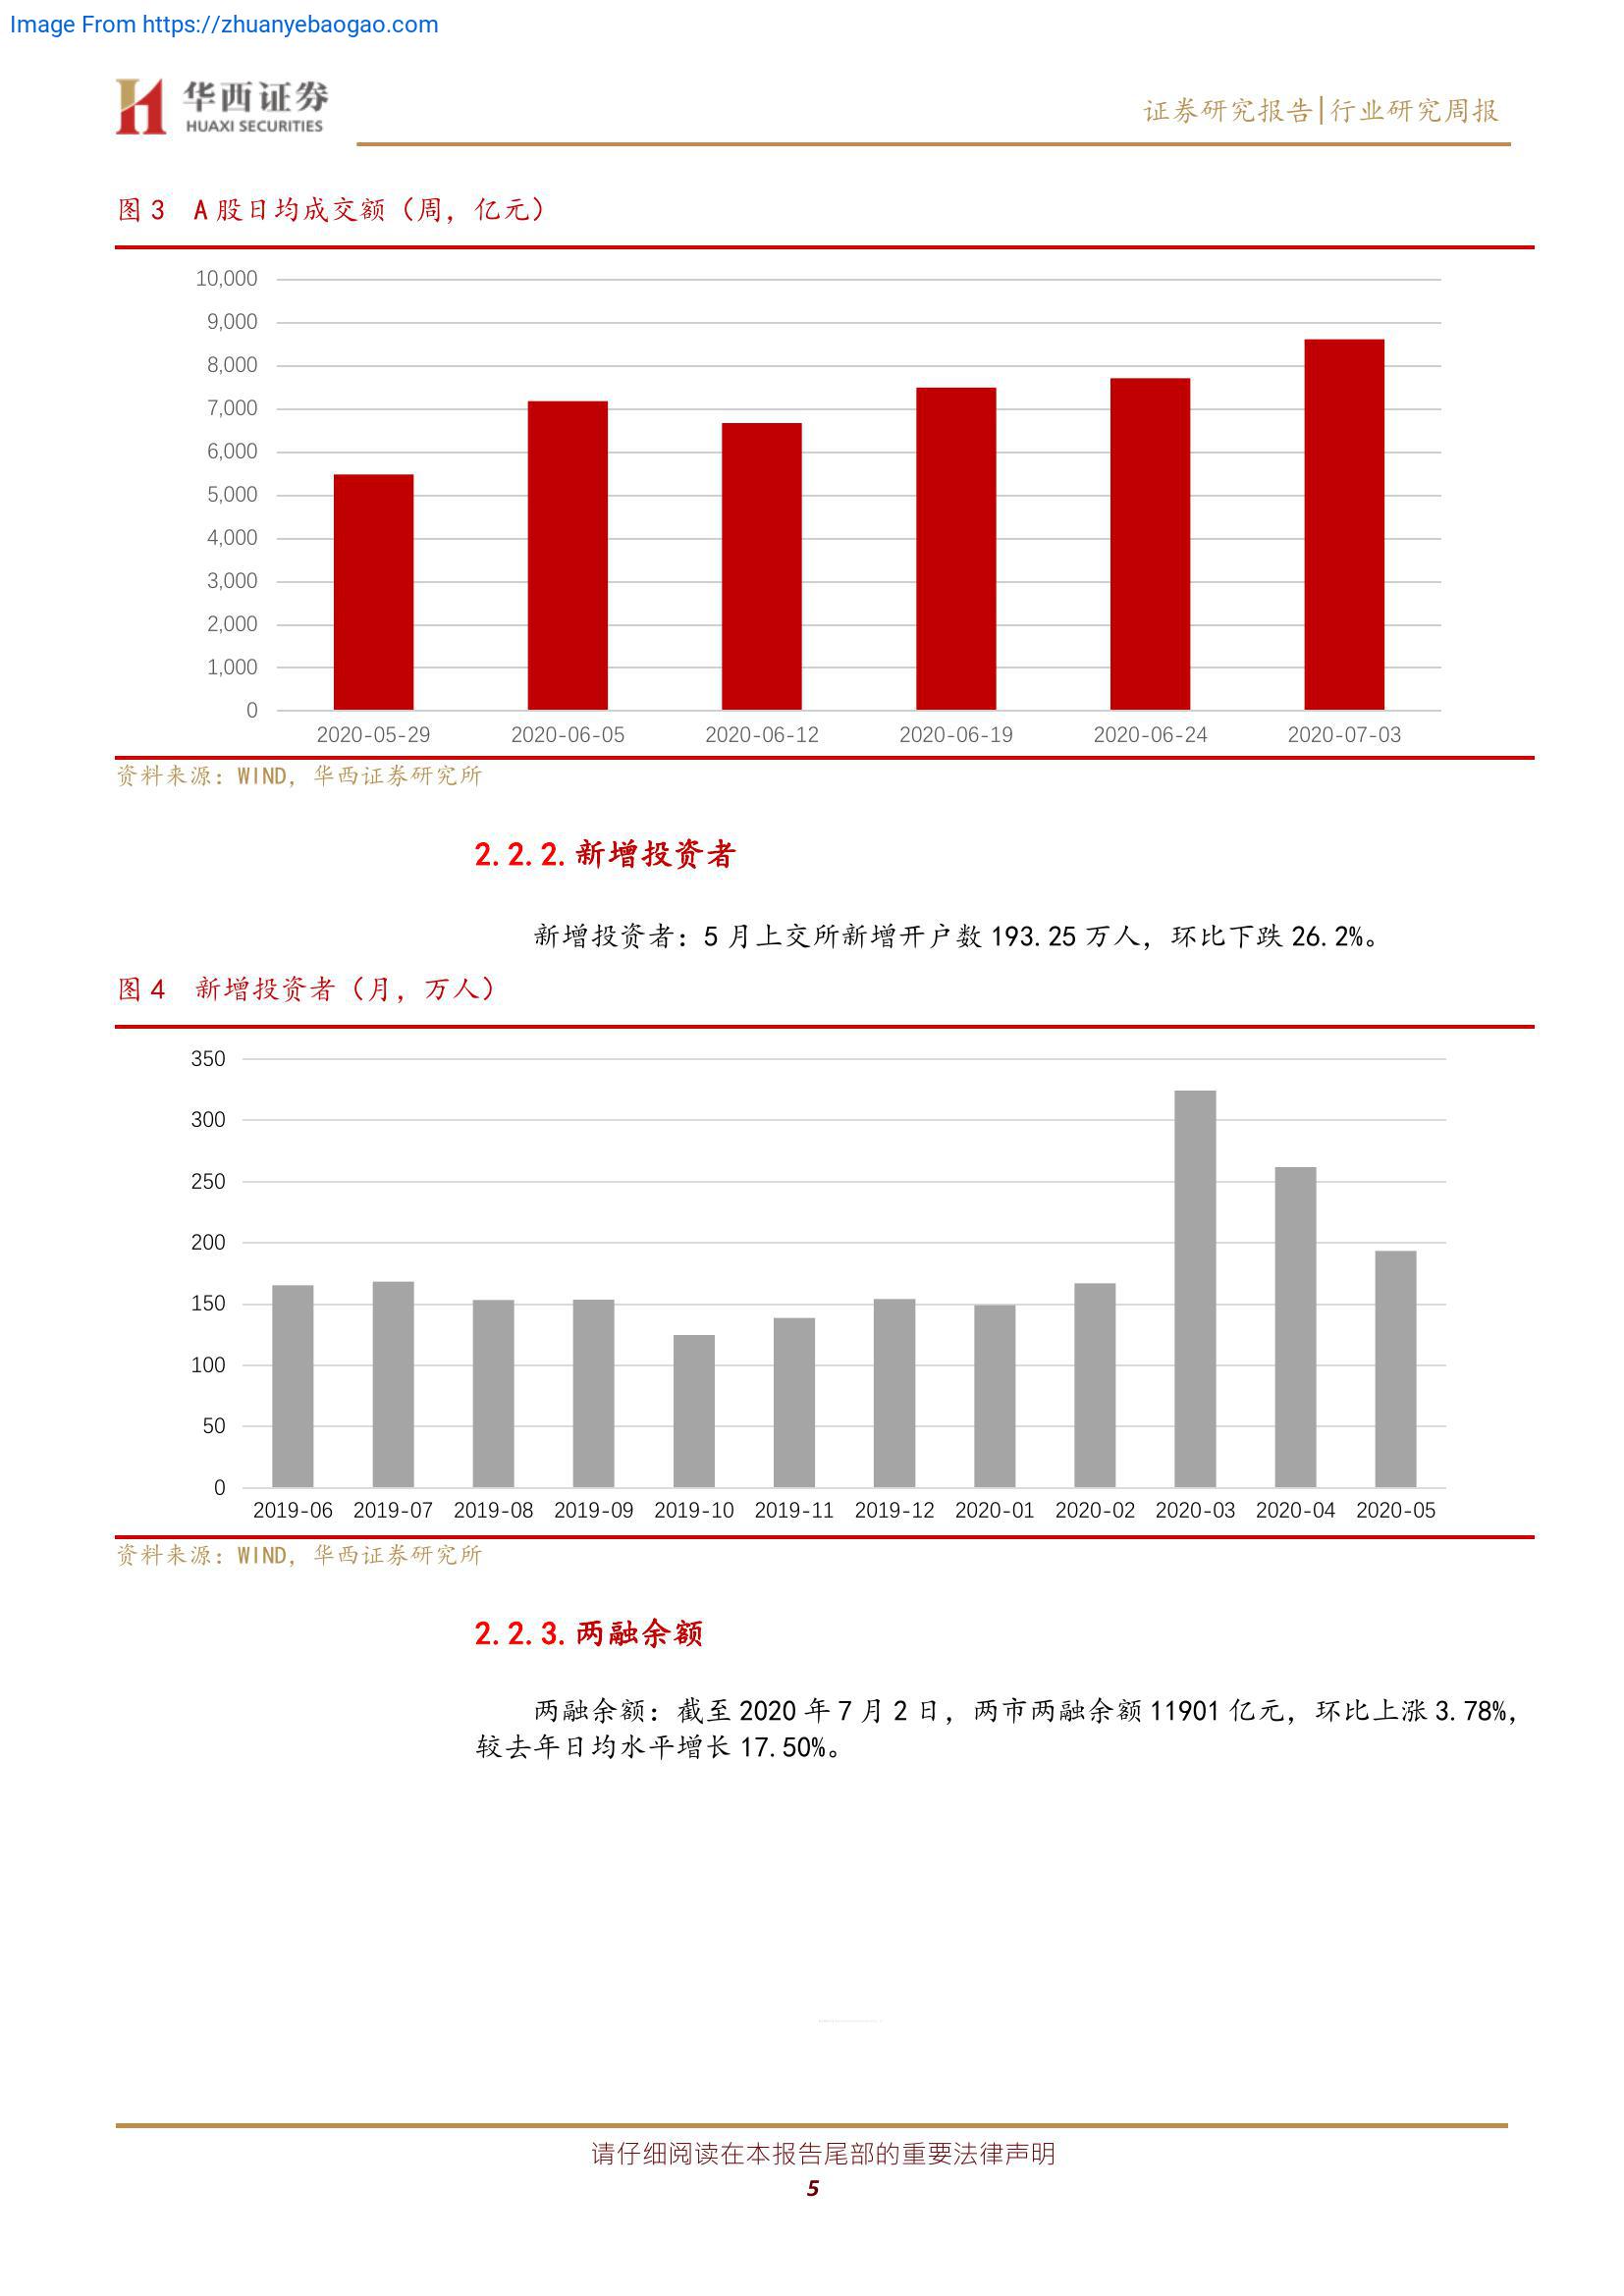 Image From https://zhuanyebaogao.com
华西证券
HUAXI SECURITIES
证券研究报告|行业研究周报
图 3 A 股日均成交额（周，亿元）
10,000
9,000
8,000
7,000
6,000
5,000
4,000
3,000
2,000
1,000
0
2020-05-29 2020-06-05 2020-06-12 2020-06-19 2020-06-24 2020-07-03
资料来源：WIND，华西证券研究所
2.2.2.新增投资者
新增投资者：5 月上交所新增开户数 193.25 万人，环比下跌 26.2%。
图 4 新增投资者（月，万人）
350
300
250
200
150
100
50
0
2019-06 2019-07 2019-08 2019-09 2019-10 2019-11 2019-12 2020-01 2020-02 2020-03 2020-04 2020-05
资料来源：WIND，华西证券研究所
2.2.3.两融余额
两融余额：截至 2020 年 7 月 2 日，两市两融余额 11901 亿元，环比上涨 3.78%，
较去年日均水平增长 17.50%。
请仔细阅读在本报告尾部的重要法律声明
5